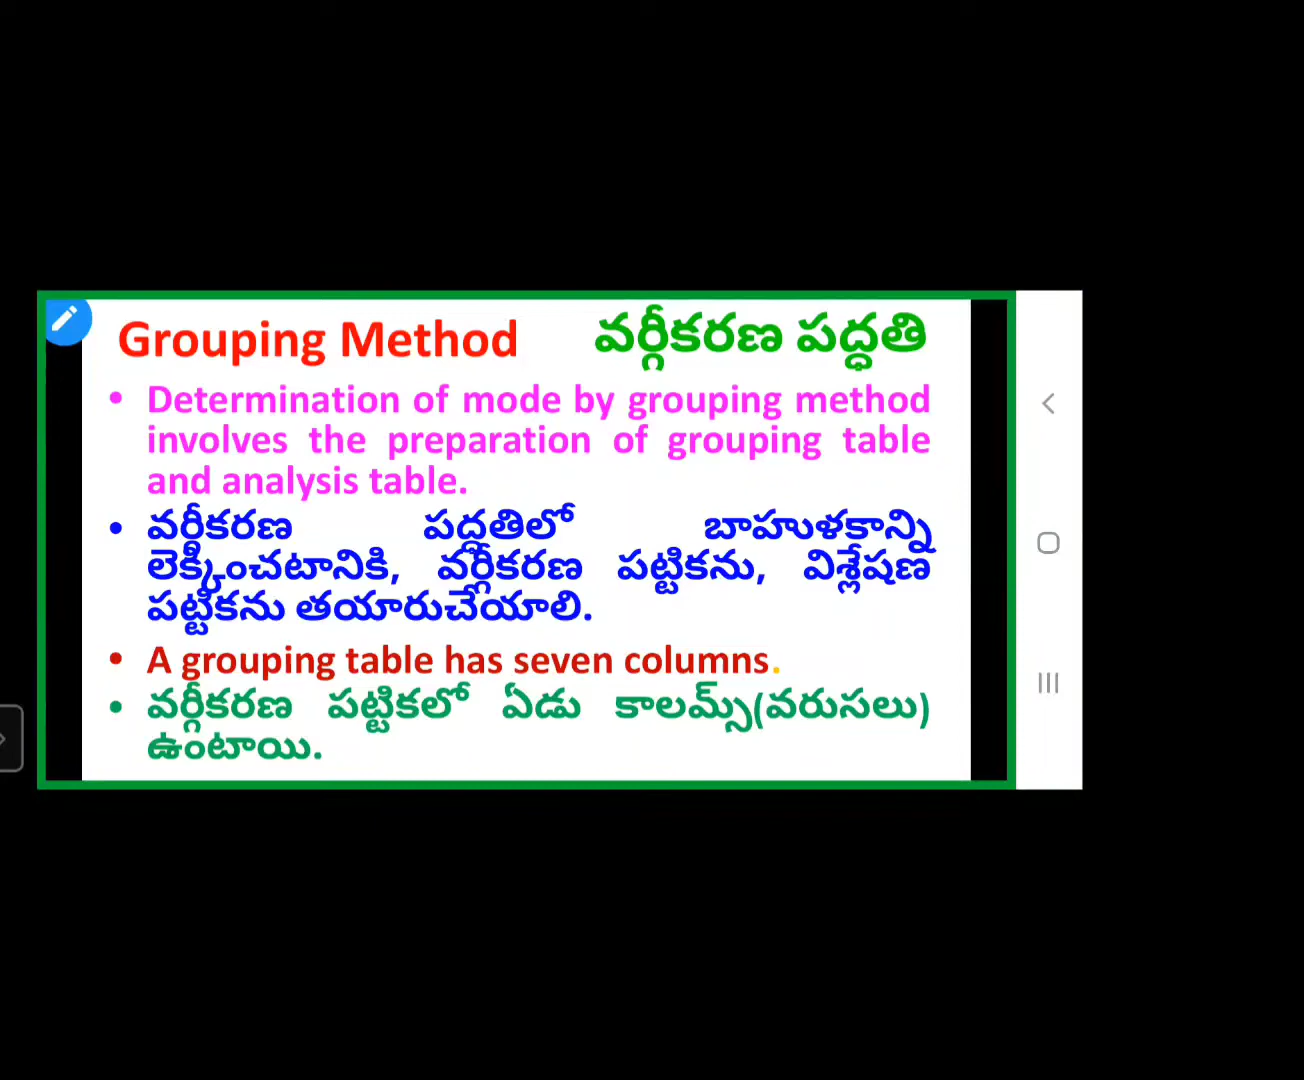 Grouping Method వర్గీకరణ పద్ధతి
• Determination of mode by grouping method
involves the preparation of grouping table
and analysis table.
• వర్గీకరణ పద్ధతిలో బాహుళకాన్ని
లెక్కించటానికి, వర్గీకరణ పట్టికను, విశ్లేషణ
పట్టికను తయారుచేయాలి.
• A grouping table has seven columns.
• వర్గీకరణ పట్టికలో ఏడు కాలమ్స్(వరుసలు)
ఉంటాయి.